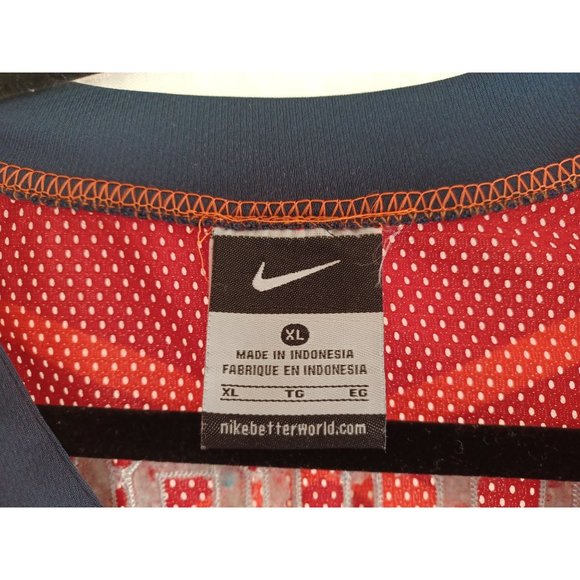 XL
MADE IN INDONESIA
FABRIQUE EN INDONESIA
XL TG EG
nikebetterworld.com